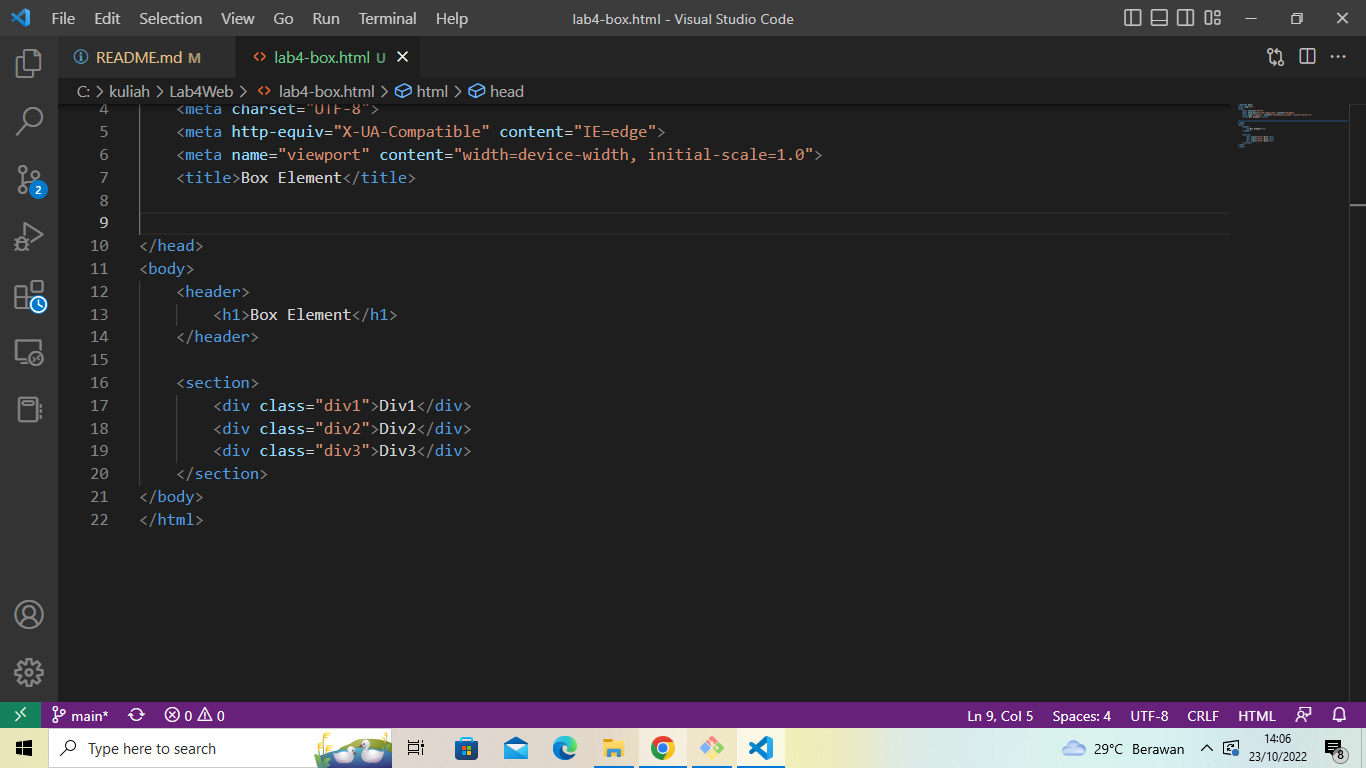 File Edit Selection View Go Run Terminal Help lab4-box.html - Visual Studio Code
README.md M lab4-box.html U
C: > kuliah > Lab4Web > lab4-box.html > html > head
4 <meta charset="UTF-8">
5 <meta http-equiv="X-UA-Compatible" content="IE=edge">
6 <meta name="viewport" content="width=device-width, initial-scale=1.0">
7 <title>Box Element</title>
8
9
10 </head>
11 <body>
12 <header>
13 <h1>Box Element</h1>
14 </header>
15
16 <section>
17 <div class="div1">Div1</div>
18 <div class="div2">Div2</div>
19 <div class="div3">Div3</div>
20 </section>
21 </body>
22 </html>
2
main* 0 0 Ln 9, Col 5 Spaces: 4 UTF-8 CRLF HTML
Type here to search 29°C Berawan 14:06
23/10/2022 8